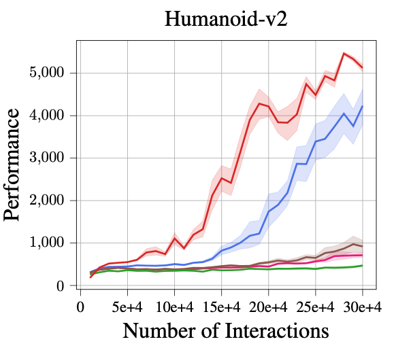 Humanoid-v2
Performance
5,000
4,000
3,000
2,000
1,000
0
0 5e+4 10e+4 15e+4 20e+4 25e+4 30e+4
Number of Interactions